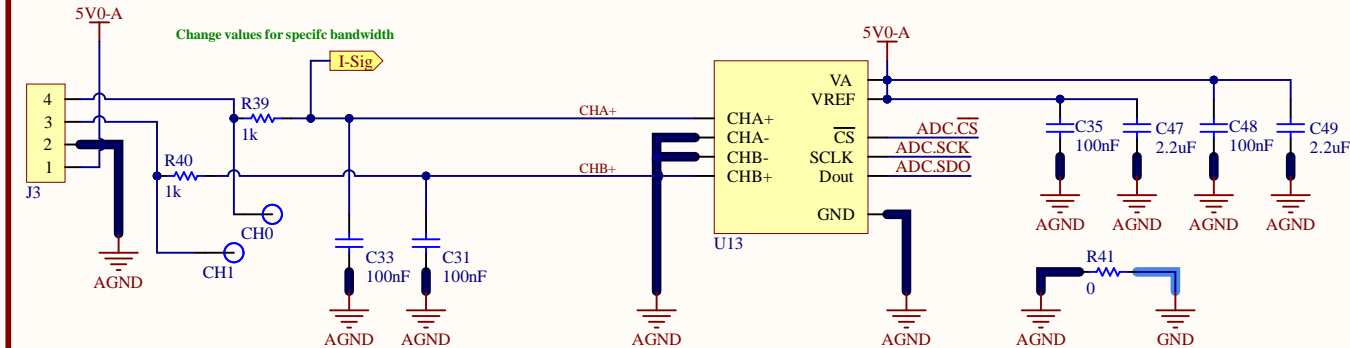 5V0-A
Change values for specifc bandwidth
I-Sig
5V0-A
J3
4
3
2
1
R39
1k
R40
1k
CHA+
CHB+
CH0
CH1
AGND
C33
100nF
C31
100nF
AGND
AGND
AGND
AGND
CHA+
CHA-
CHB-
CHB+
VA
VREF
CS
SCLK
Dout
GND
U13
ADC.CS
ADC.SCK
ADC.SDO
C35
100nF
C47
2.2uF
C48
100nF
C49
2.2uF
AGND
AGND
AGND
AGND
R41
0
AGND
GND